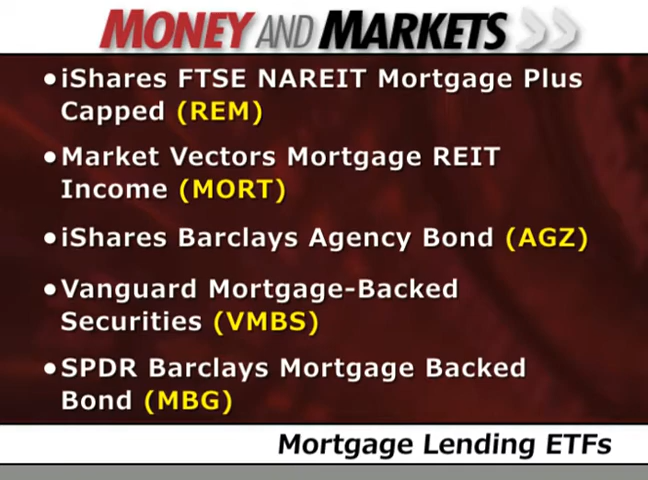 MONEY AND MARKETS
•iShares FTSE NAREIT Mortgage Plus
Capped (REM)
•Market Vectors Mortgage REIT
Income (MORT)
•iShares Barclays Agency Bond (AGZ)
•Vanguard Mortgage-Backed
Securities (VMBS)
•SPDR Barclays Mortgage Backed
Bond (MBG)
Mortgage Lending ETFs